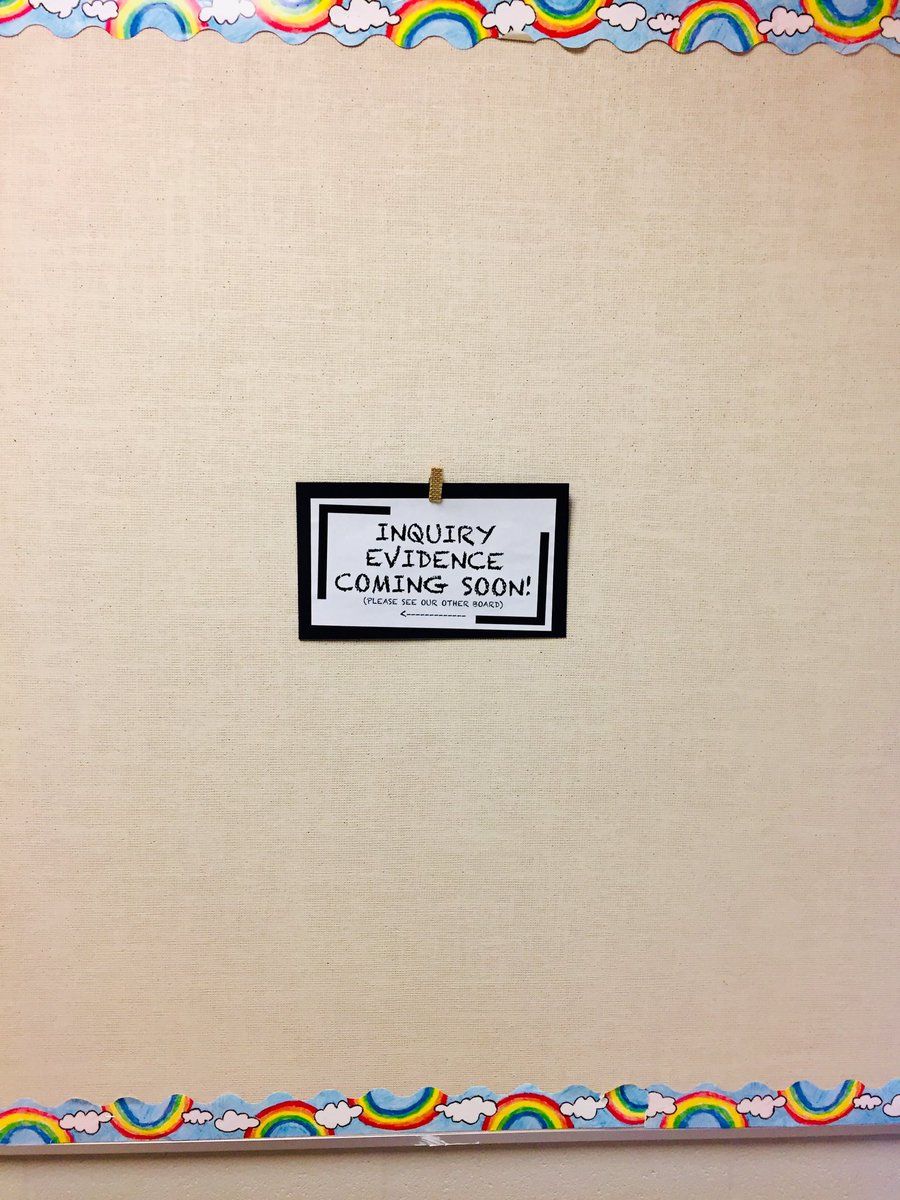 INQUIRY
EVIDENCE
COMING SOON!
(PLEASE SEE OUR OTHER BOARD)